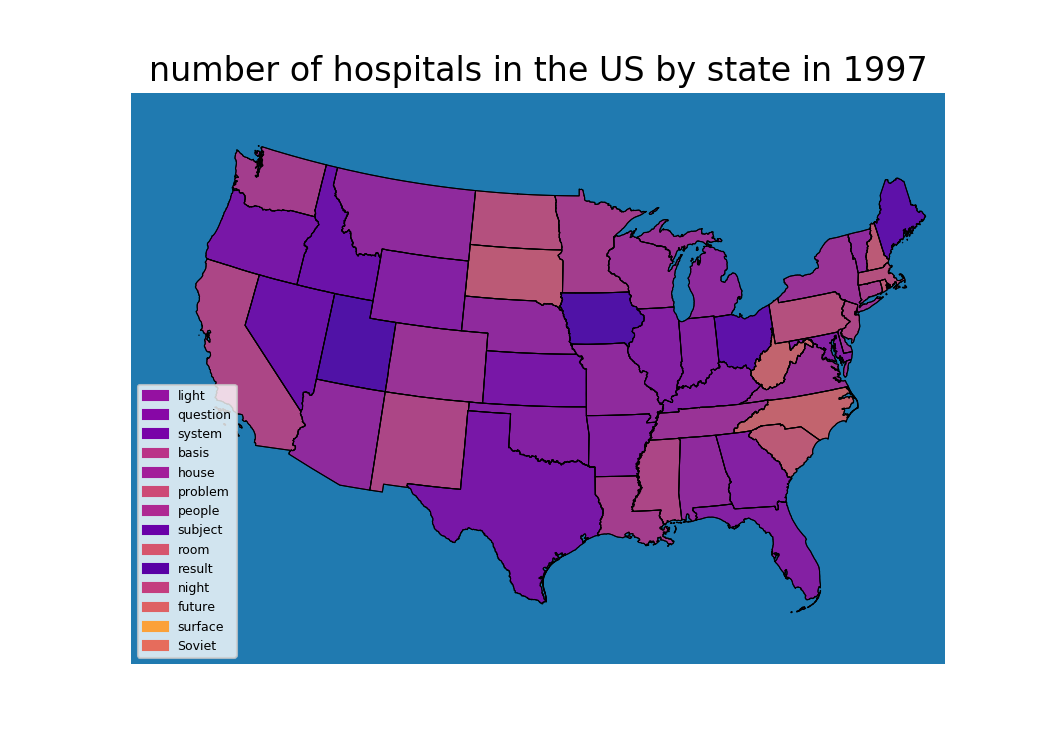 number of hospitals in the US by state in 1997
light
question
system
basis
house
problem
people
subject
room
result
night
future
surface
Soviet